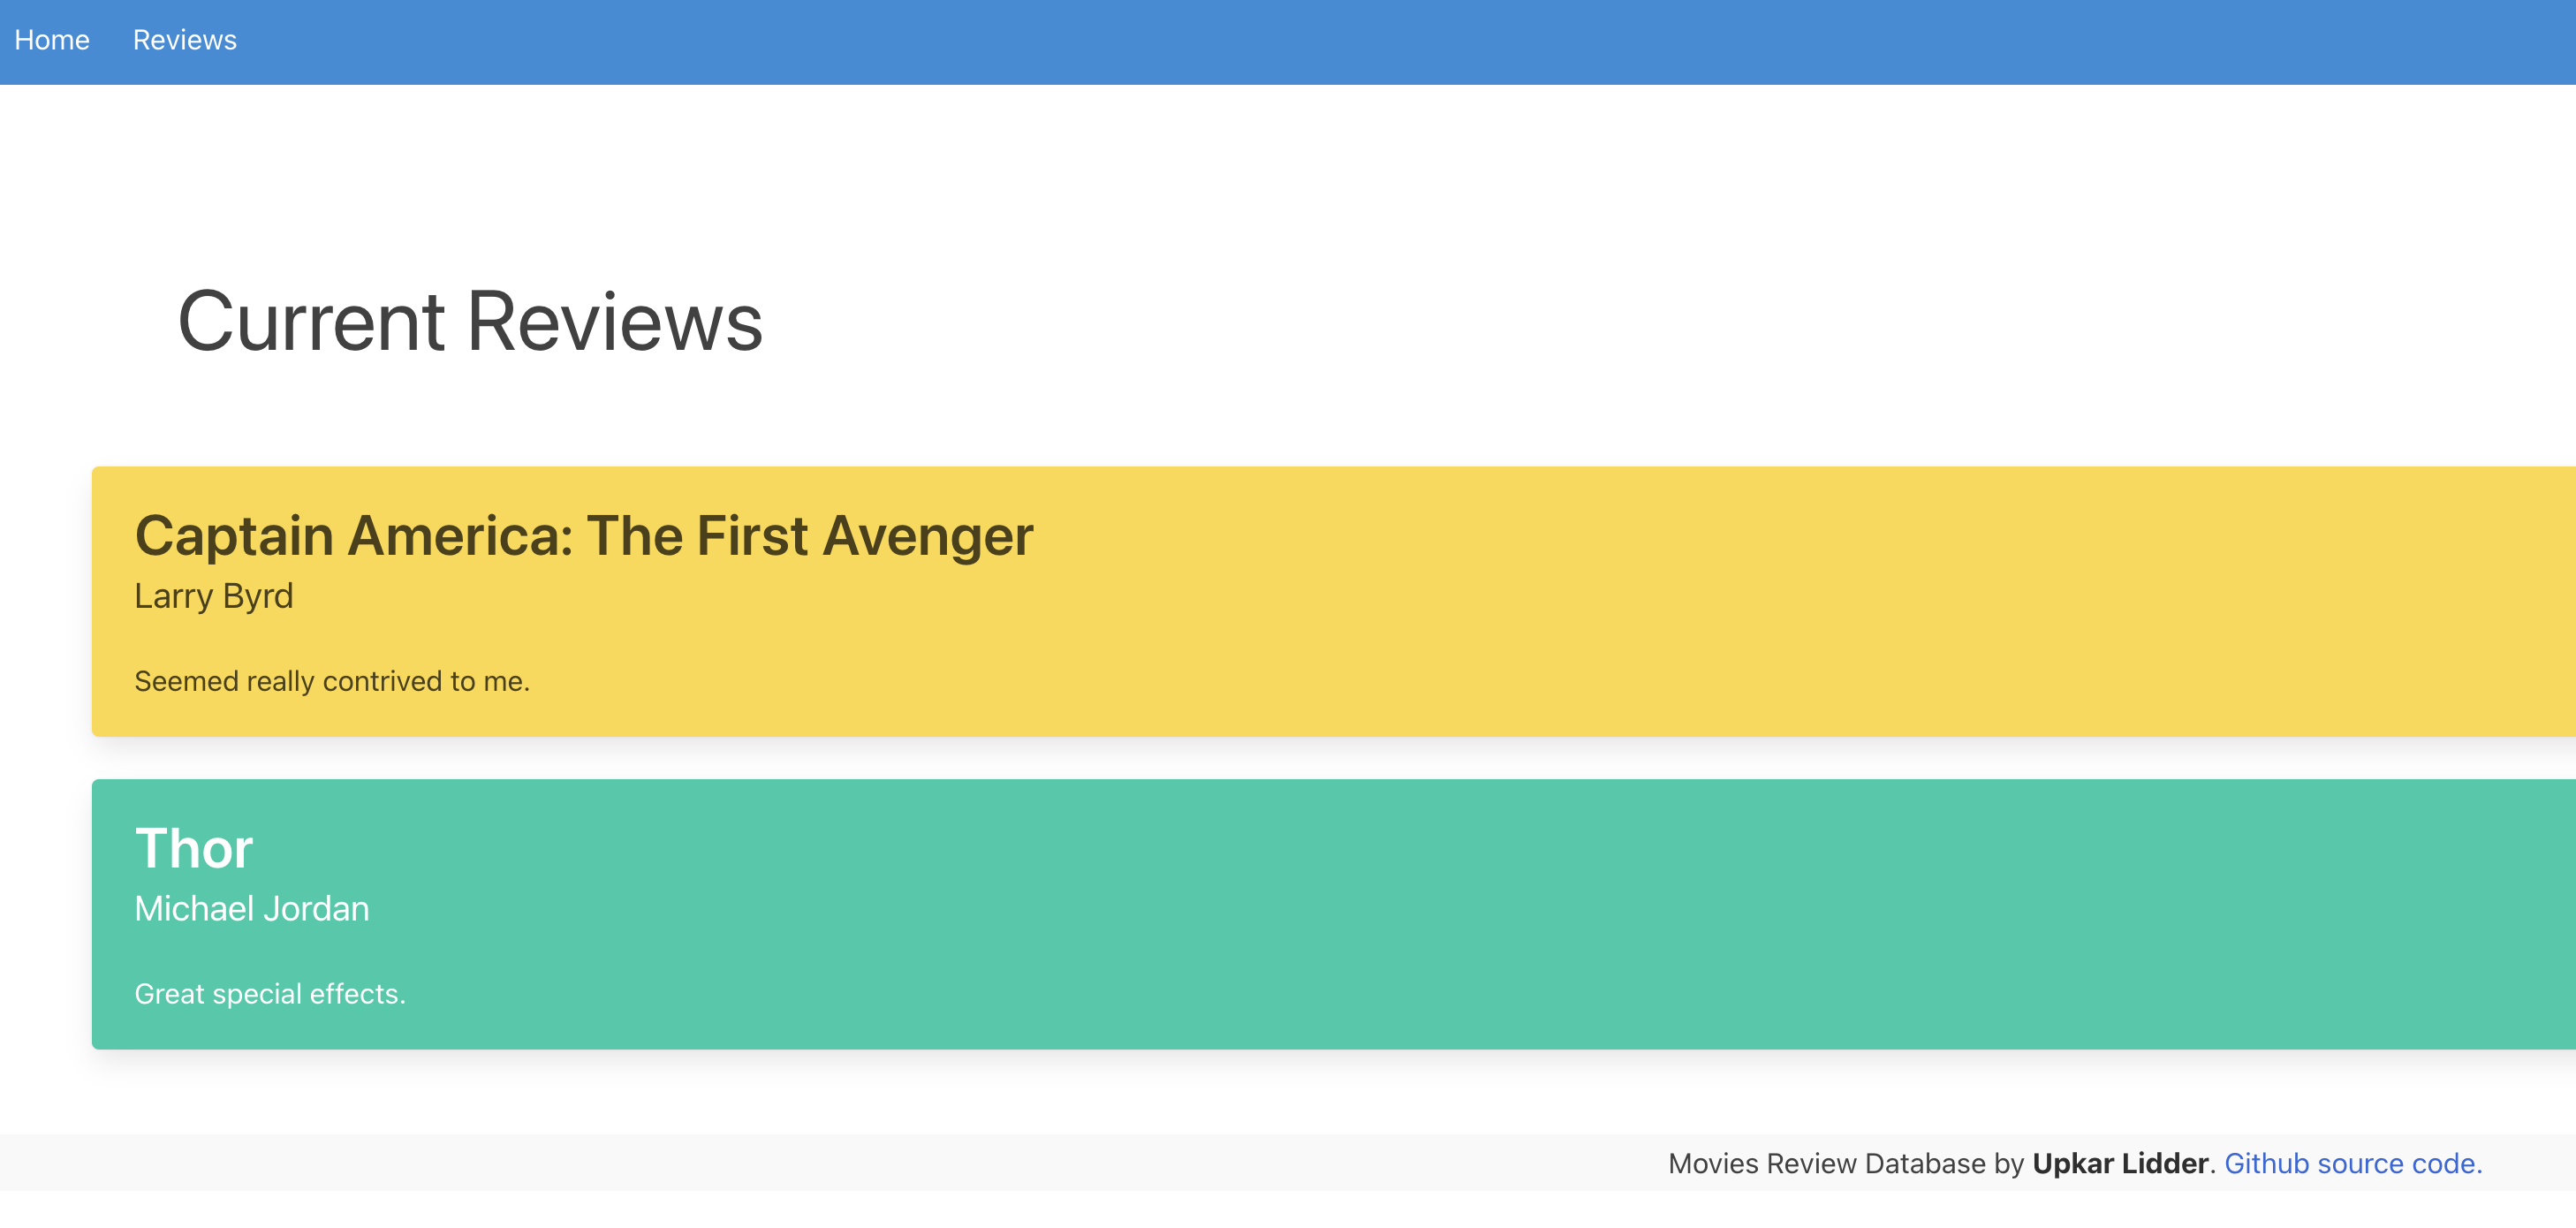 Home Reviews
Current Reviews
Captain America: The First Avenger
Larry Byrd
Seemed really contrived to me.
Thor
Michael Jordan
Great special effects.
Movies Review Database by Upkar Lidder. Github source code.